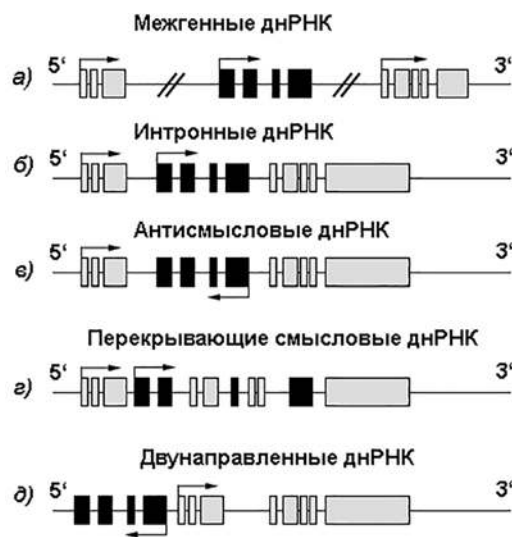 Межгенные днРНК
а) 5‘ 3‘
Интронные днРНК
б) 5‘ 3‘
Антисмысловые днРНК
в) 5‘ 3‘
Перекрывающие смысловые днРНК
г) 5‘ 3‘
Двунаправленные днРНК
д) 5‘ 3‘